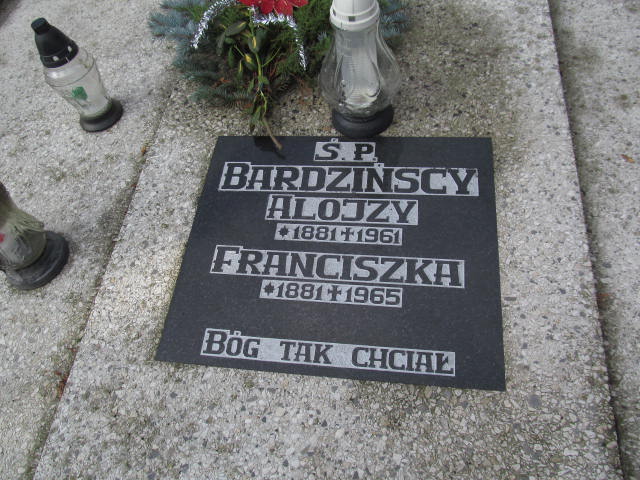 Ś.P.
BARDZIŃSCY
ALOJZY
*1881✝1961
FRANCISZKA
*1881✝1965
BÓG TAK CHCIAŁ